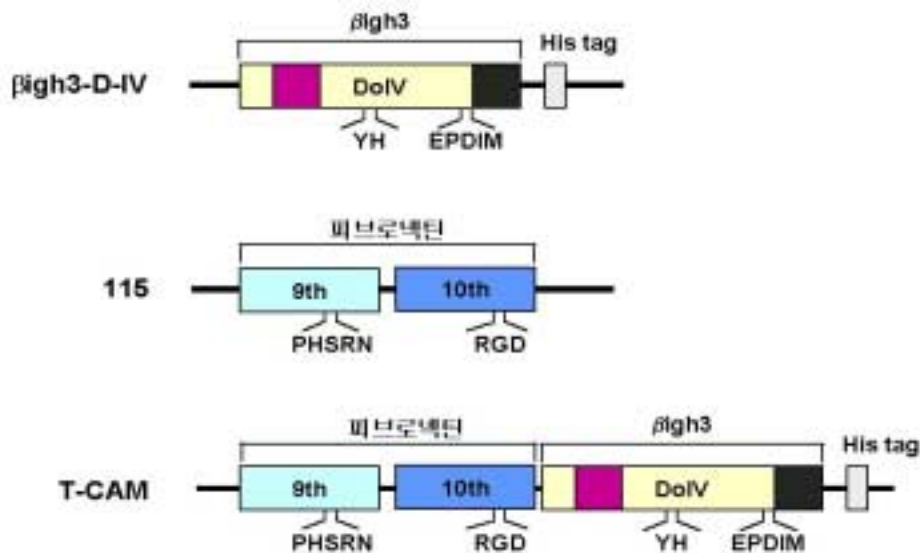 βigh3
His tag
βigh3-D-IV
DoIV
YH EPDIM
피브로넥틴
115
9th 10th
PHSRN RGD
피브로넥틴 βigh3
His tag
T-CAM
9th 10th DoIV
PHSRN RGD YH EPDIM